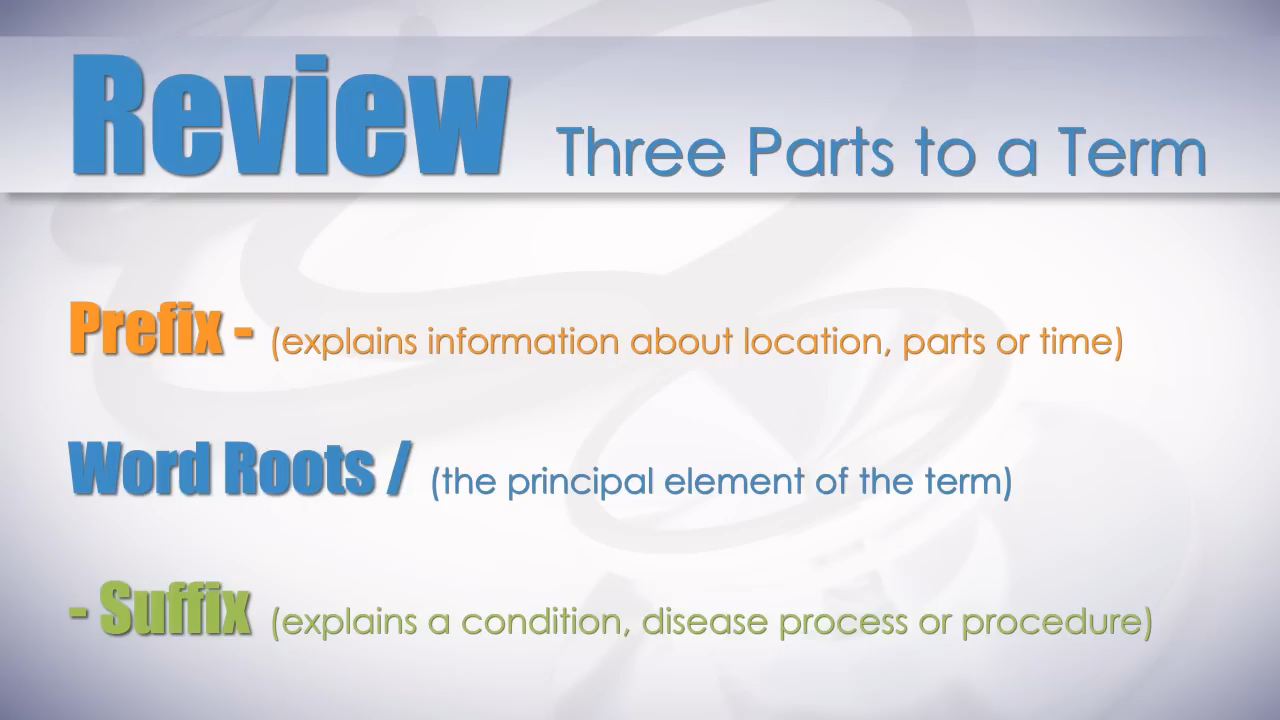 Review Three Parts to a Term
Prefix - (explains information about location, parts or time)
Word Roots / (the principal element of the term)
- Suffix (explains a condition, disease process or procedure)